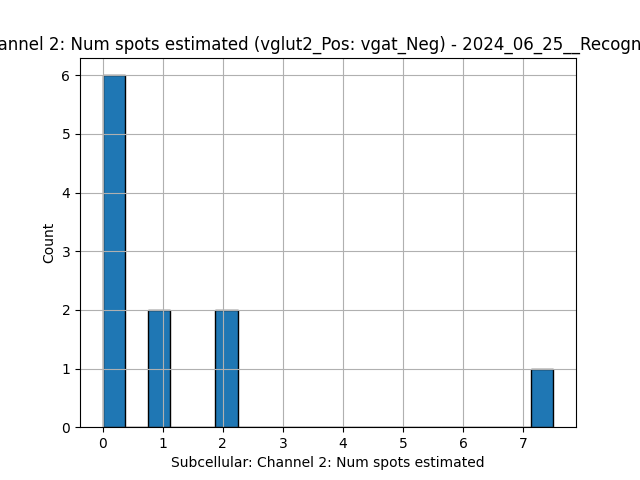 annel 2: Num spots estimated (vglut2_Pos: vgat_Neg) - 2024_06_25__Recogn
6
5
4
3
2
1
0
Count
0 1 2 3 4 5 6 7
Subcellular: Channel 2: Num spots estimated